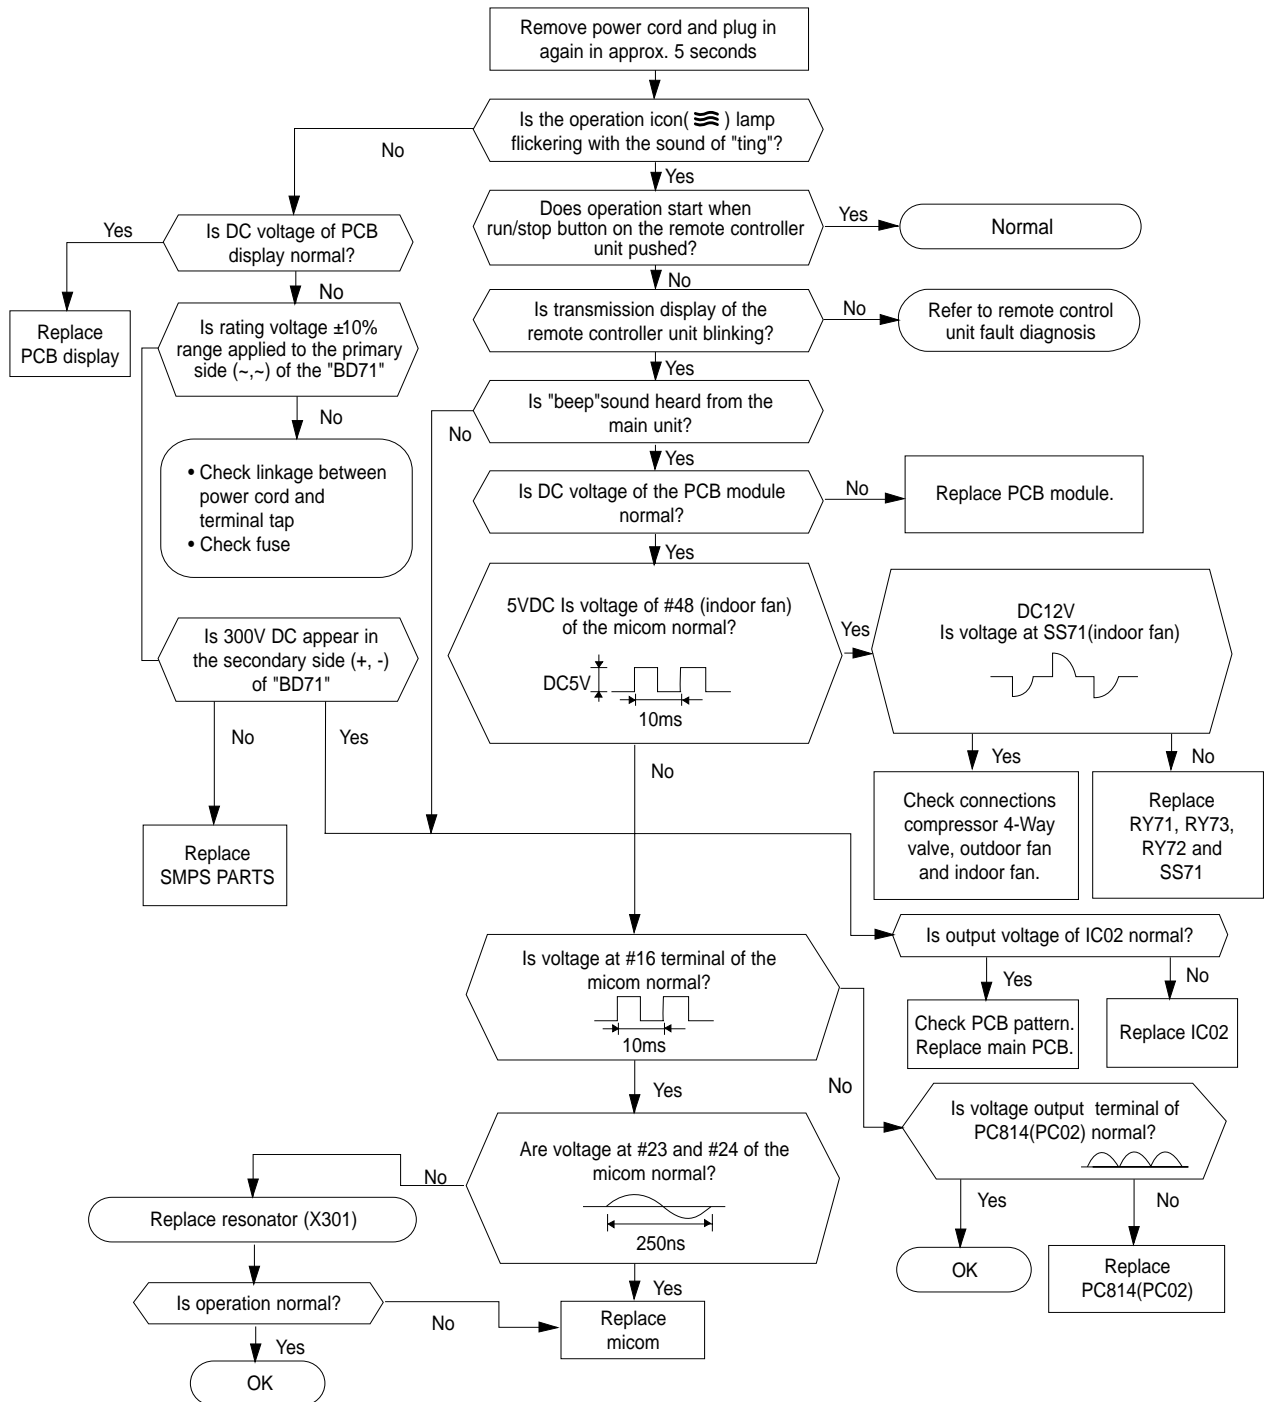 Remove power cord and plug in
again in approx. 5 seconds
Is the operation icon( ) lamp
flickering with the sound of "ting"?
No
Yes
Does operation start when
run/stop button on the remote controller
unit pushed?
Yes
Normal
No
Is DC voltage of PCB
display normal?
Yes
Replace
PCB display
No
Is transmission display of the
remote controller unit blinking?
No
Refer to remote control
unit fault diagnosis
Yes
Is rating voltage ±10%
range applied to the primary
side (~,~) of the "BD71"
No
• Check linkage between
power cord and
terminal tap
• Check fuse
Is "beep"sound heard from the
main unit?
No
Yes
Is DC voltage of the PCB module
normal?
No
Replace PCB module.
Yes
5VDC Is voltage of #48 (indoor fan)
of the micom normal?
DC5V
10ms
Yes
DC12V
Is voltage at SS71(indoor fan)
Is 300V DC appear in
the secondary side (+, -)
of "BD71"
No
Yes
Replace
SMPS PARTS
No
Yes
No
Check connections
compressor 4-Way
valve, outdoor fan
and indoor fan.
Replace
RY71, RY73,
RY72 and
SS71
Is output voltage of IC02 normal?
Yes
No
Check PCB pattern.
Replace main PCB.
Replace IC02
Is voltage at #16 terminal of the
micom normal?
10ms
No
Yes
Is voltage output terminal of
PC814(PC02) normal?
Yes
No
OK
Replace
PC814(PC02)
Are voltage at #23 and #24 of the
micom normal?
250ns
No
Yes
Replace resonator (X301)
Is operation normal?
No
Replace
micom
Yes
OK